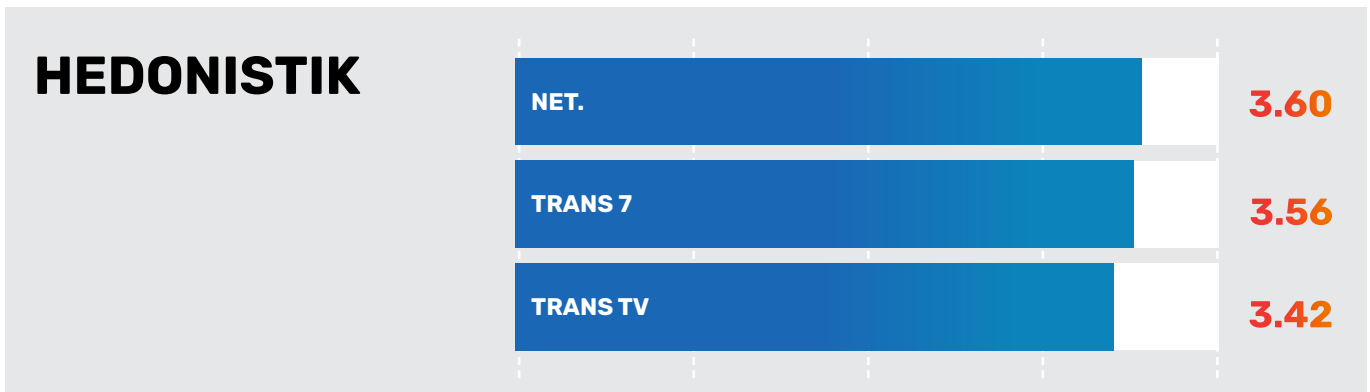 HEDONISTIK
NET.
3.60
TRANS 7
3.56
TRANS TV
3.42